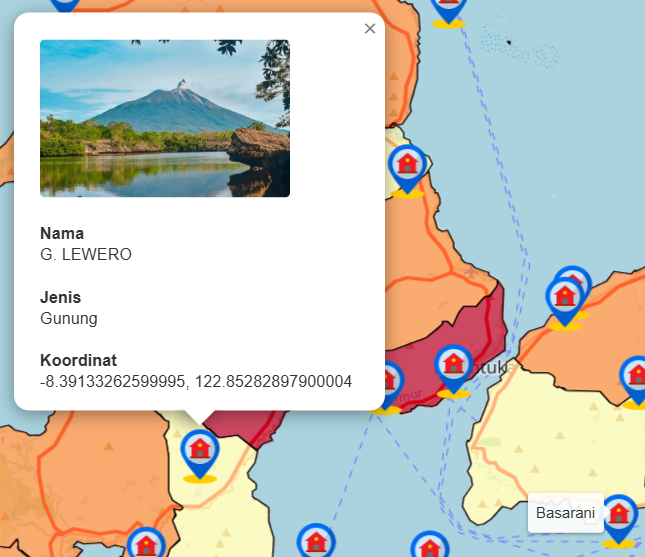 ×
Nama
G. LEWERO
Jenis
Gunung
Koordinat
-8.39133262599995, 122.85282897900004
Basarani